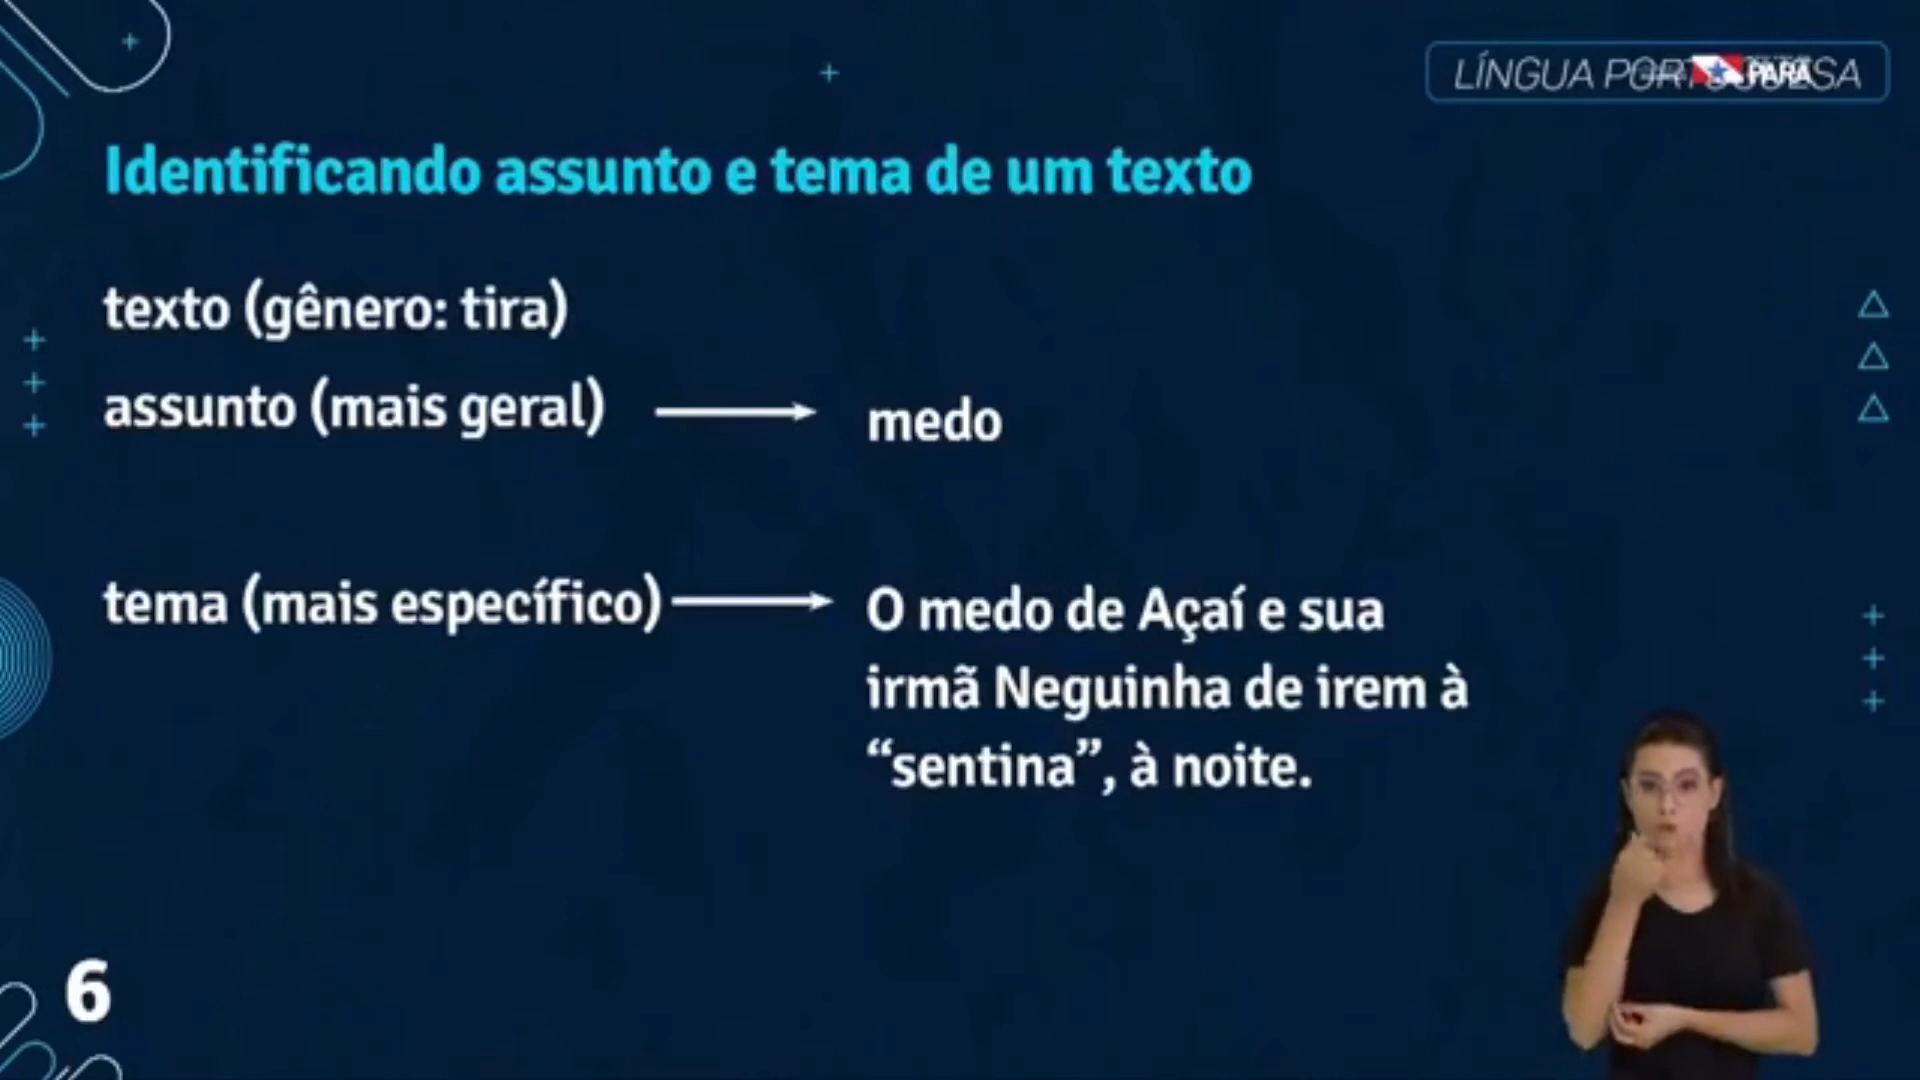 LÍNGUA PORTUGUESA
PARÁ
Identificando assunto e tema de um texto
texto (gênero: tira)
assunto (mais geral)
medo
tema (mais específico)
O medo de Açaí e sua
irmã Neguinha de irem à
“sentina”, à noite.
6